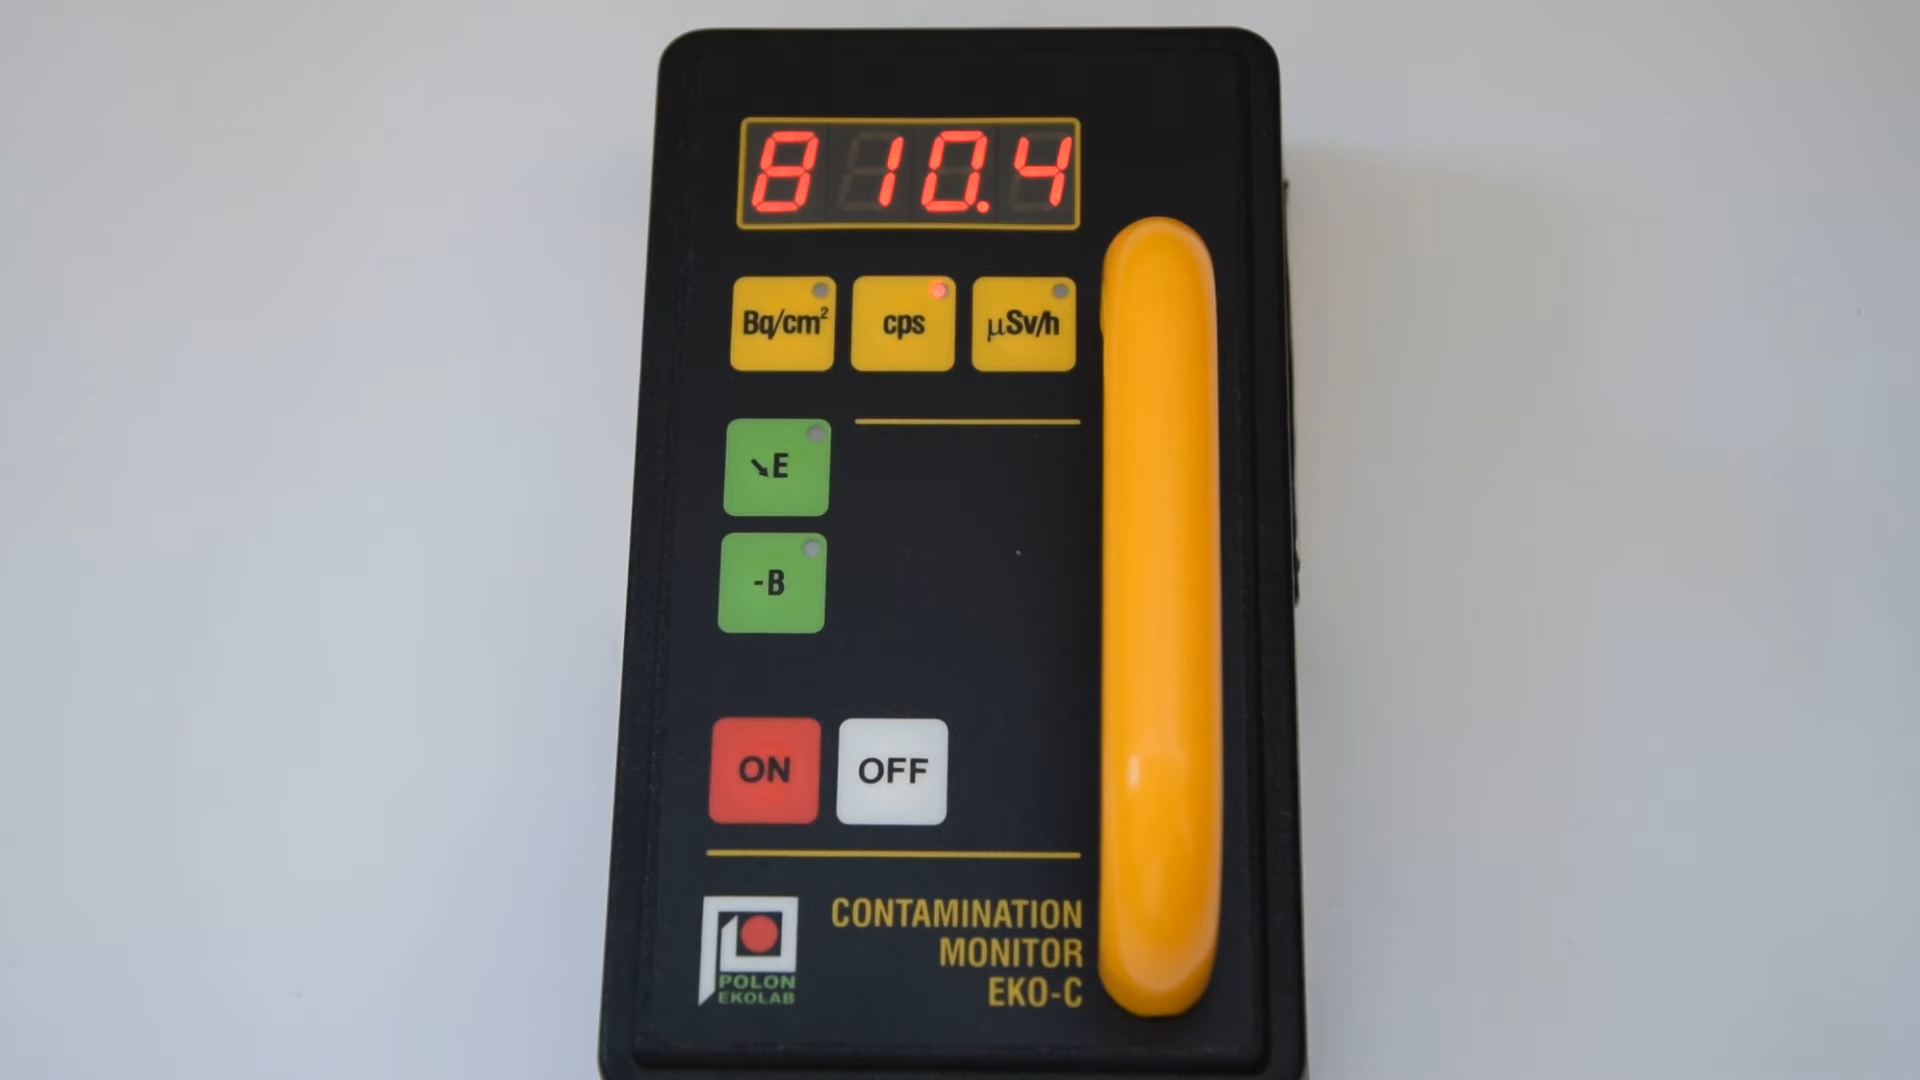 810.4
Bq/cm² cps µSv/h
↘E
-B
ON OFF
POLON
EKOLAB
CONTAMINATION
MONITOR
EKO-C